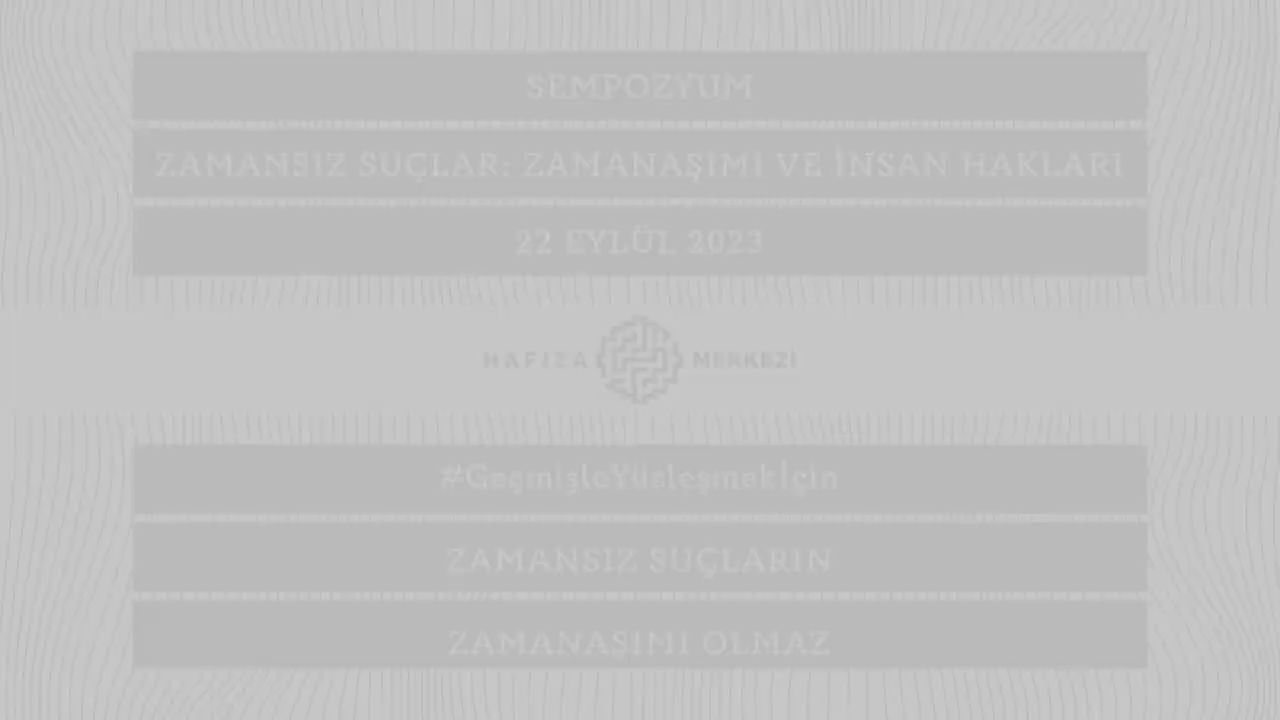 SEMPOZYUM
ZAMANSIZ SUÇLAR: ZAMANAŞIMI VE İNSAN HAKLARI
22 EYLÜL 2023
HAFIZA MERKEZİ
#GeçmişleYüzleşmekİçin
ZAMANSIZ SUÇLARIN
ZAMANAŞIMI OLMAZ